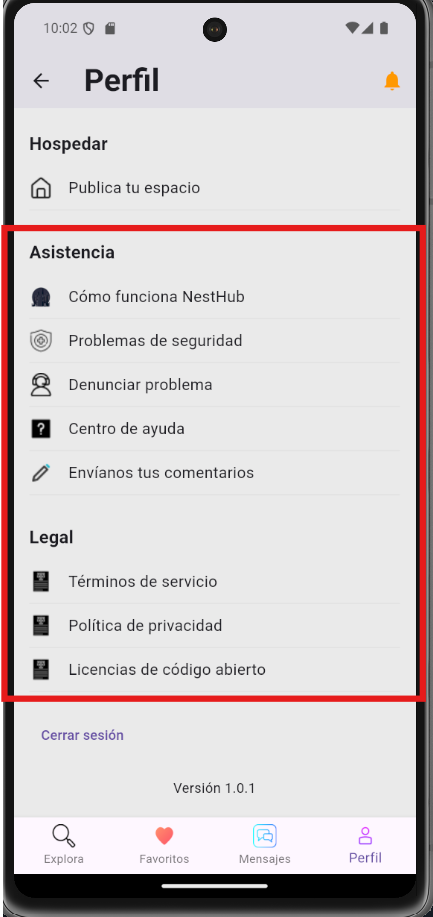 10:02
Perfil
Hospedar
Publica tu espacio
Asistencia
Cómo funciona NestHub
Problemas de seguridad
Denunciar problema
?
Centro de ayuda
Envíanos tus comentarios
Legal
Términos de servicio
Política de privacidad
Licencias de código abierto
Cerrar sesión
Versión 1.0.1
Explora
Favoritos
Mensajes
Perfil